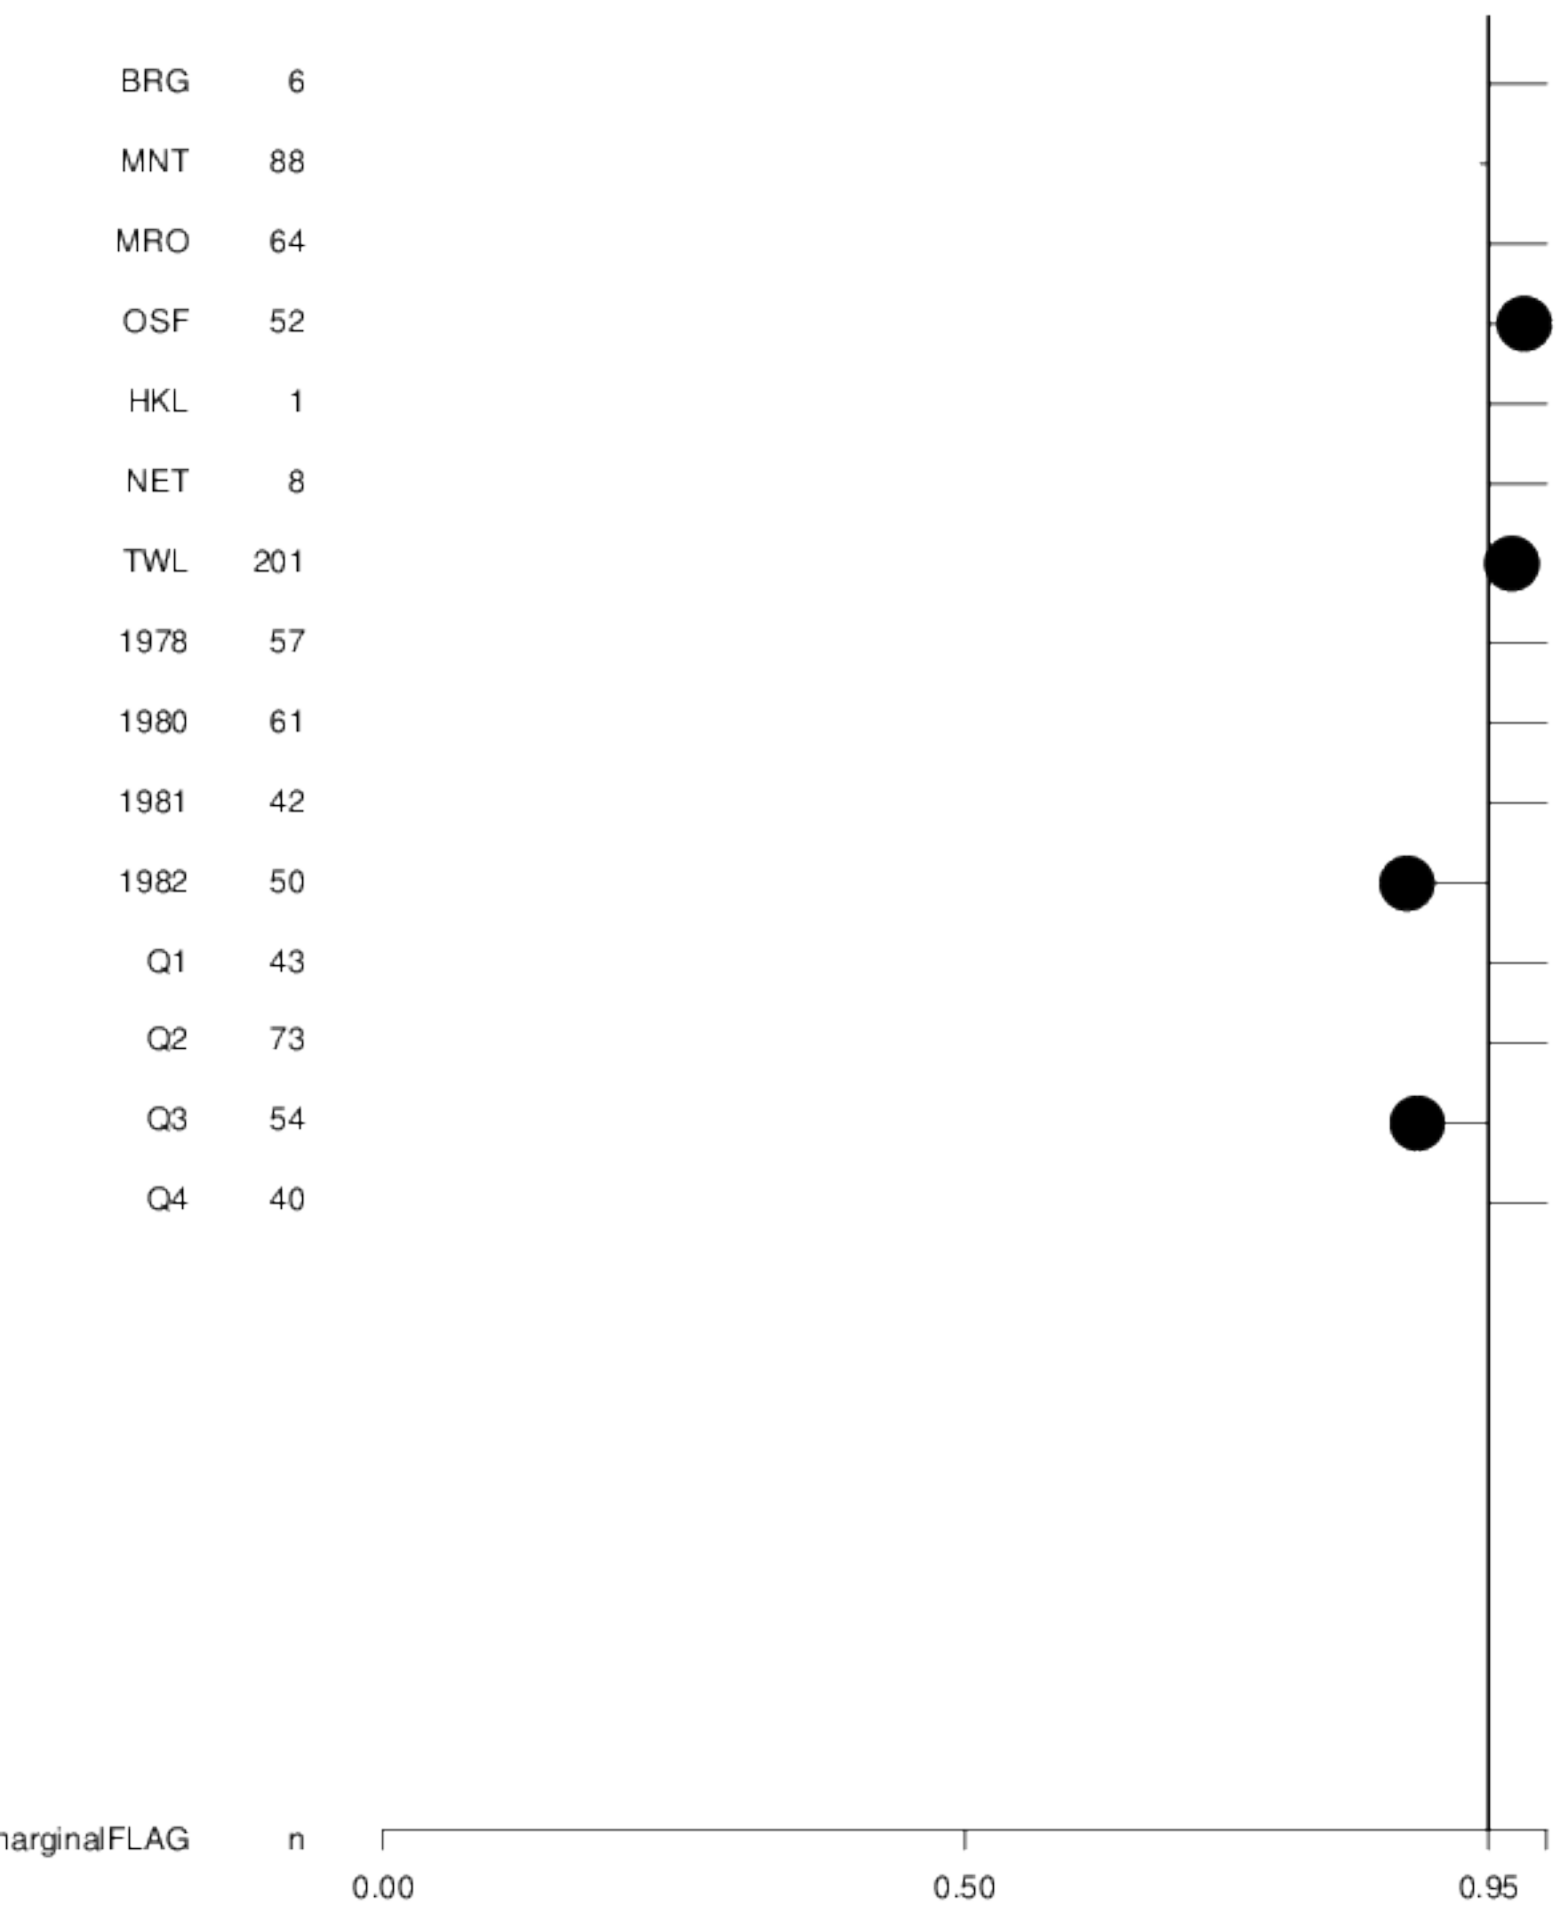 BRG 6
MNT 88
MRO 64
OSF 52
HKL 1
NET 8
TWL 201
1978 57
1980 61
1981 42
1982 50
Q1 43
Q2 73
Q3 54
Q4 40
FLAG n
0.00 0.50 0.95